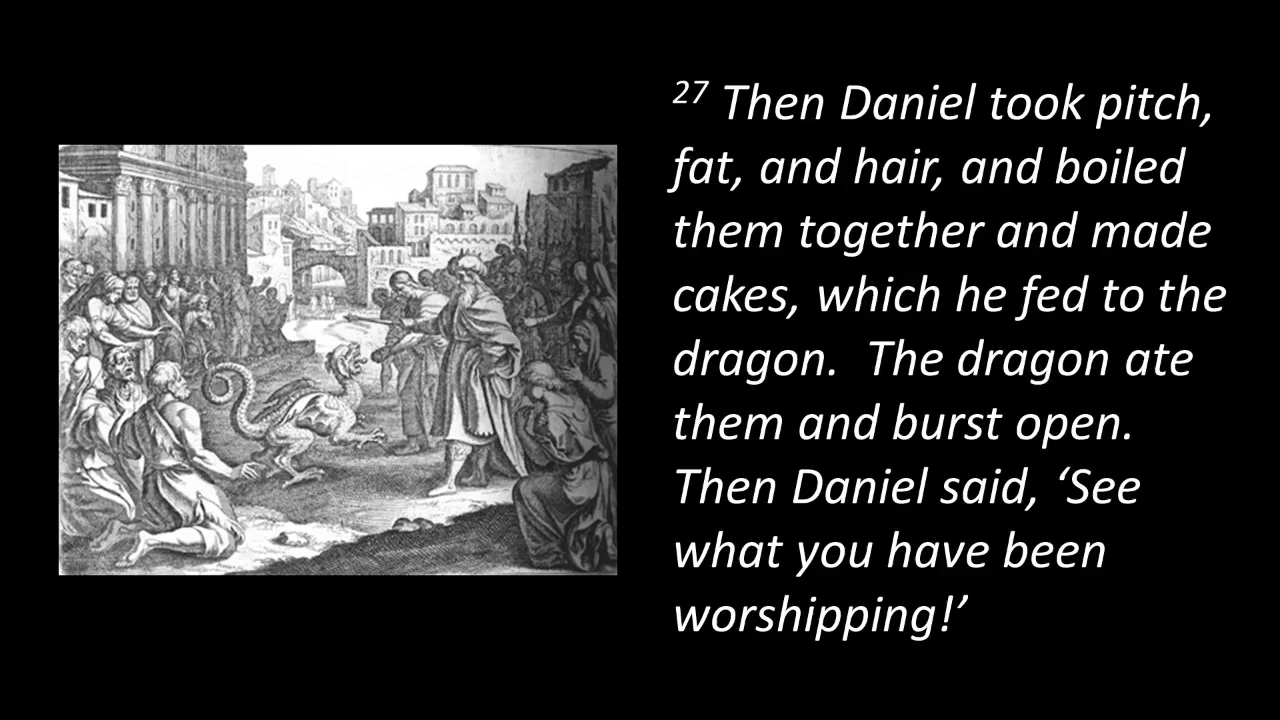 27 Then Daniel took pitch,
fat, and hair, and boiled
them together and made
cakes, which he fed to the
dragon.  The dragon ate
them and burst open.
Then Daniel said, ‘See
what you have been
worshipping!’